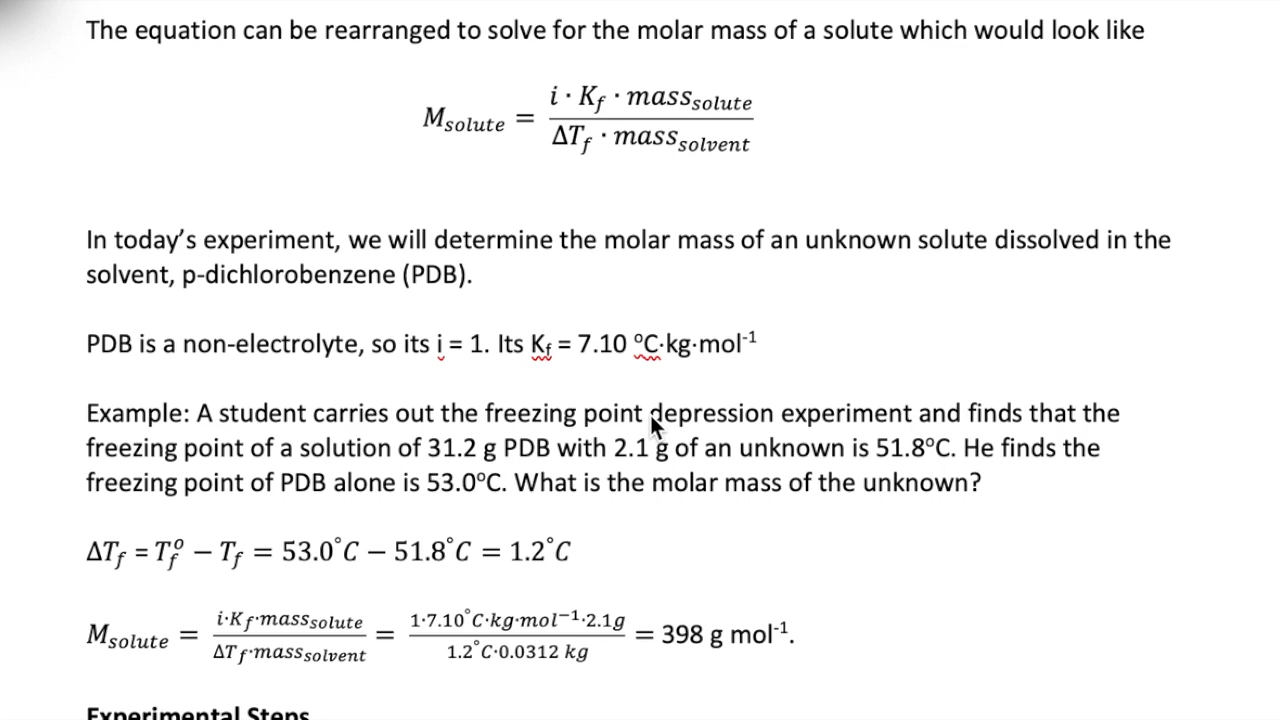 The equation can be rearranged to solve for the molar mass of a solute which would look like
M_solute = (i · K_f · mass_solute) / (ΔT_f · mass_solvent)
In today's experiment, we will determine the molar mass of an unknown solute dissolved in the
solvent, p-dichlorobenzene (PDB).
PDB is a non-electrolyte, so its i = 1. Its K_f = 7.10 °C·kg·mol⁻¹
Example: A student carries out the freezing point depression experiment and finds that the
freezing point of a solution of 31.2 g PDB with 2.1 g of an unknown is 51.8°C. He finds the
freezing point of PDB alone is 53.0°C. What is the molar mass of the unknown?
ΔT_f = T_f^o − T_f = 53.0°C − 51.8°C = 1.2°C
M_solute = (i·K_f·mass_solute) / (ΔT_f·mass_solvent) = (1·7.10°C·kg·mol⁻¹·2.1g) / (1.2°C·0.0312 kg) = 398 g mol⁻¹.
Experimental Steps